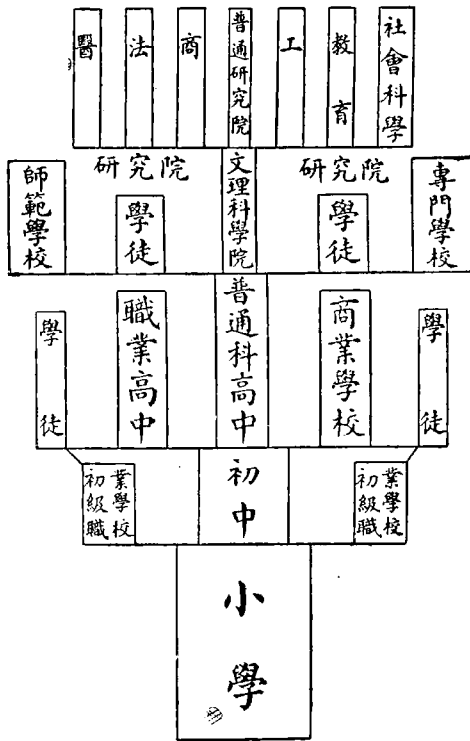 社會科學
教育
工
普通研究院
商
法
醫
研究院
研究院
專門學校
學徒
文理科學院
學徒
師範學校
學徒
商業學校
普通科高中
職業高中
學徒
初級職
業學校
初中
初級職
業學校
小學